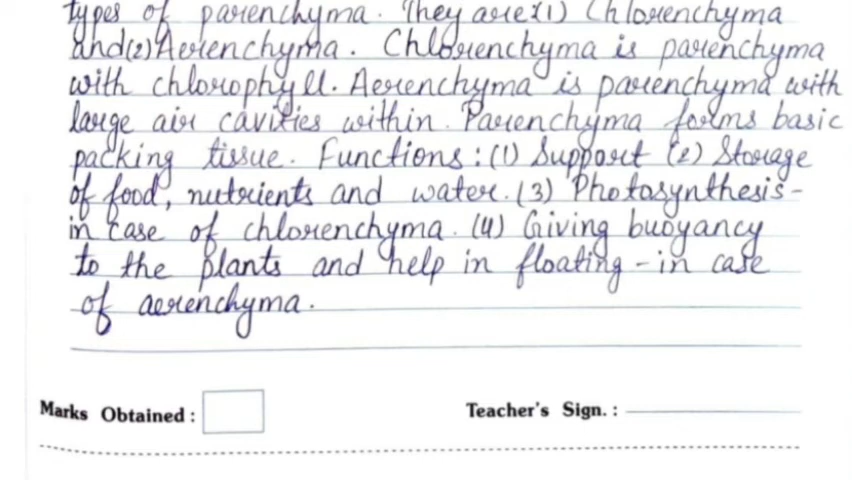 types of parenchyma. They are:(1) Chlorenchyma
and(2)Aerenchyma. Chlorenchyma is parenchyma
with chlorophyll. Aerenchyma is parenchyma with
large air cavities within. Parenchyma forms basic
packing tissue. Functions:(1) Support (2) Storage
of food, nutrients and water. (3) Photosynthesis-
in case of chlorenchyma. (4) Giving buoyancy
to the plants and help in floating - in case
of aerenchyma.
Marks Obtained :
Teacher's Sign. :